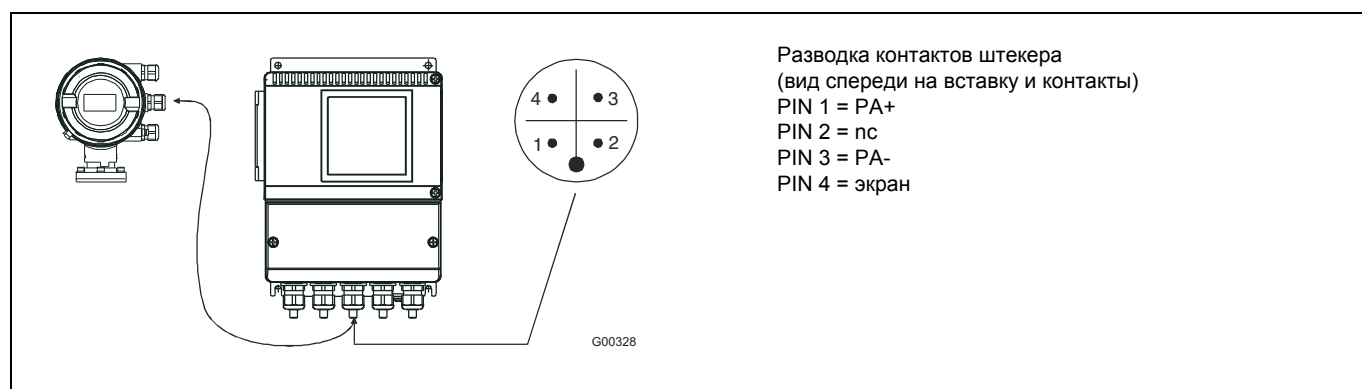 Разводка контактов штекера
(вид спереди на вставку и контакты)
PIN 1 = PA+
PIN 2 = nc
PIN 3 = PA-
PIN 4 = экран
4 3
1 2
G00328